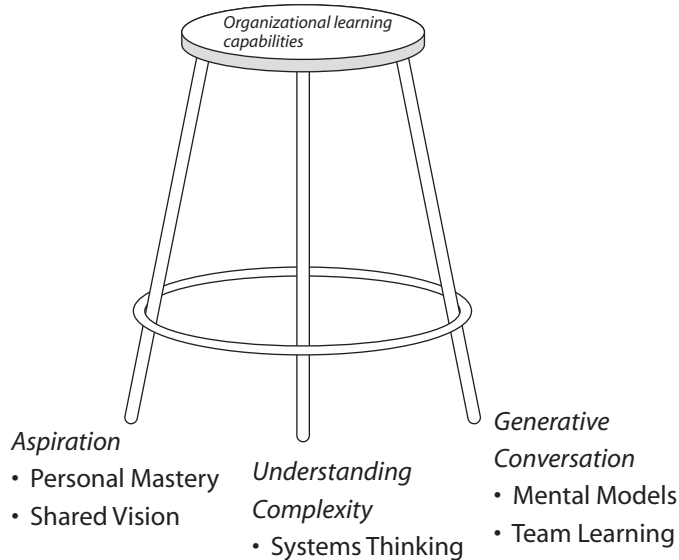 Organizational learning
capabilities
Aspiration
• Personal Mastery
• Shared Vision
Understanding
Complexity
• Systems Thinking
Generative
Conversation
• Mental Models
• Team Learning